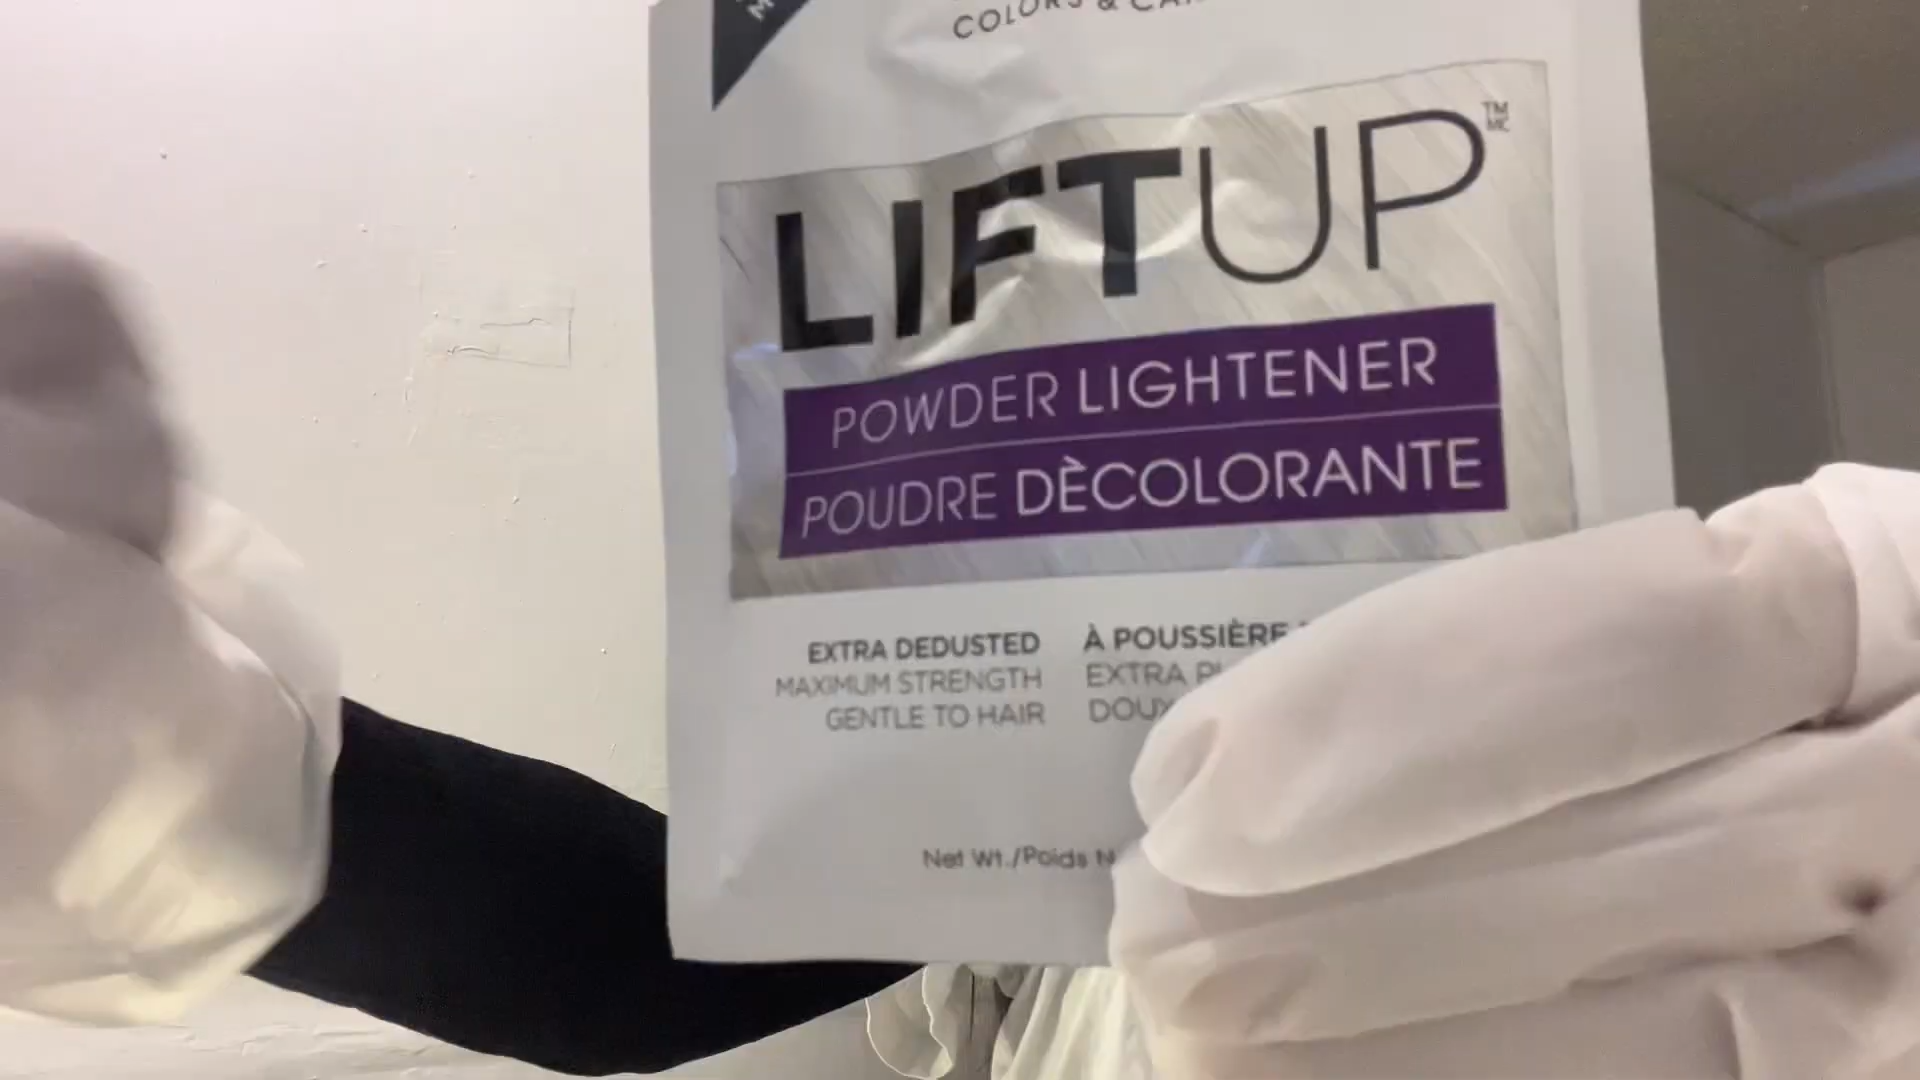 COLORS &
LIFTUP™
MC
POWDER LIGHTENER
POUDRE DÈCOLORANTE
EXTRA DEDUSTED
MAXIMUM STRENGTH
GENTLE TO HAIR
À POUSSIÈRE
EXTRA
Net Wt./Poids